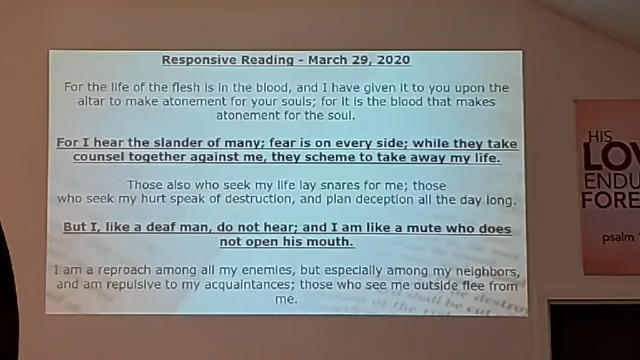 Responsive Reading - March 29, 2020
For the life of the flesh is in the blood, and I have given it to you upon the
altar to make atonement for your souls; for it is the blood that makes
atonement for the soul.
For I hear the slander of many; fear is on every side; while they take
counsel together against me, they scheme to take away my life.
Those also who seek my life lay snares for me; those
who seek my hurt speak of destruction, and plan deception all the day long.
But I, like a deaf man, do not hear; and I am like a mute who does
not open his mouth.
I am a reproach among all my enemies, but especially among my neighbors,
and am repulsive to my acquaintances; those who see me outside flee from
me.
shall be cut
HIS
LOV
ENDU
FORE
psalm